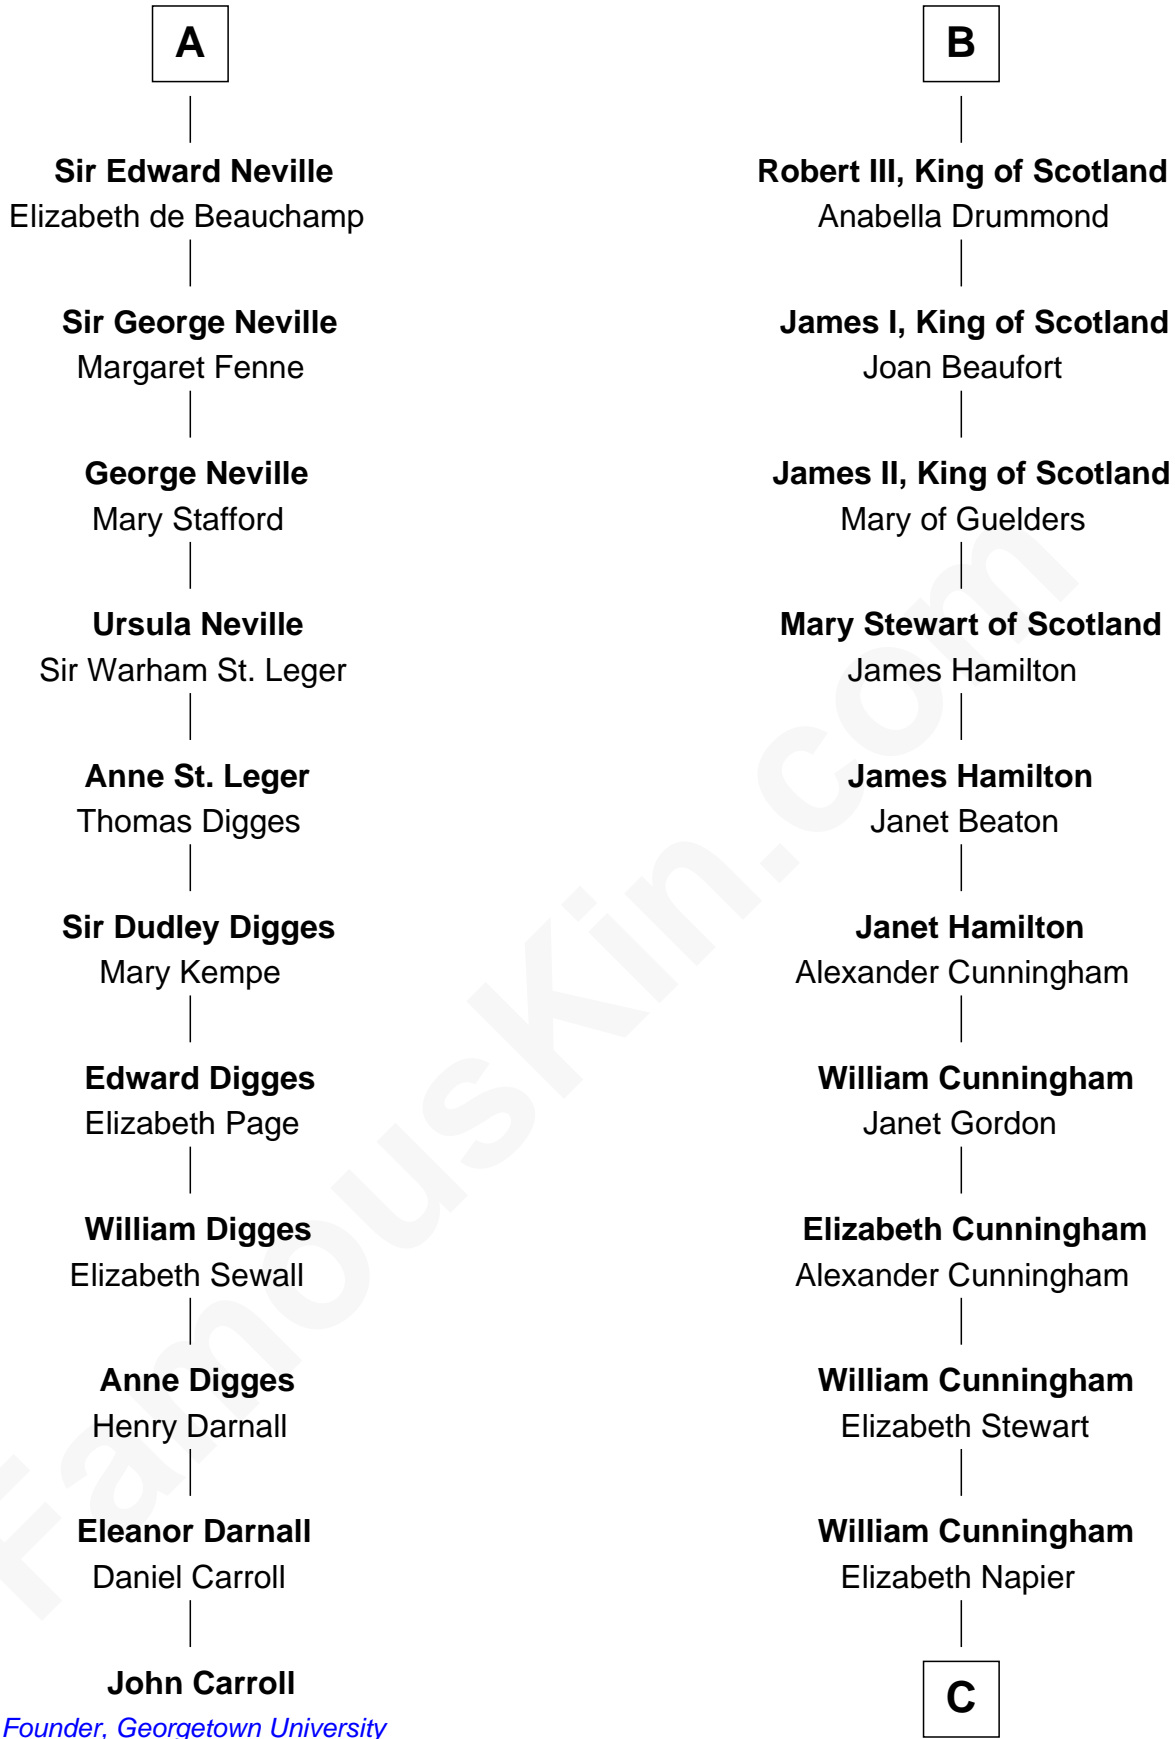 A
Sir Edward Neville
Elizabeth de Beauchamp
Sir George Neville
Margaret Fenne
George Neville
Mary Stafford
Ursula Neville
Sir Warham St. Leger
Anne St. Leger
Thomas Digges
Sir Dudley Digges
Mary Kempe
Edward Digges
Elizabeth Page
William Digges
Elizabeth Sewall
Anne Digges
Henry Darnall
Eleanor Darnall
Daniel Carroll
John Carroll
Founder, Georgetown University
B
Robert III, King of Scotland
Anabella Drummond
James I, King of Scotland
Joan Beaufort
James II, King of Scotland
Mary of Guelders
Mary Stewart of Scotland
James Hamilton
James Hamilton
Janet Beaton
Janet Hamilton
Alexander Cunningham
William Cunningham
Janet Gordon
Elizabeth Cunningham
Alexander Cunningham
William Cunningham
Elizabeth Stewart
William Cunningham
Elizabeth Napier
C
FamousKin.com